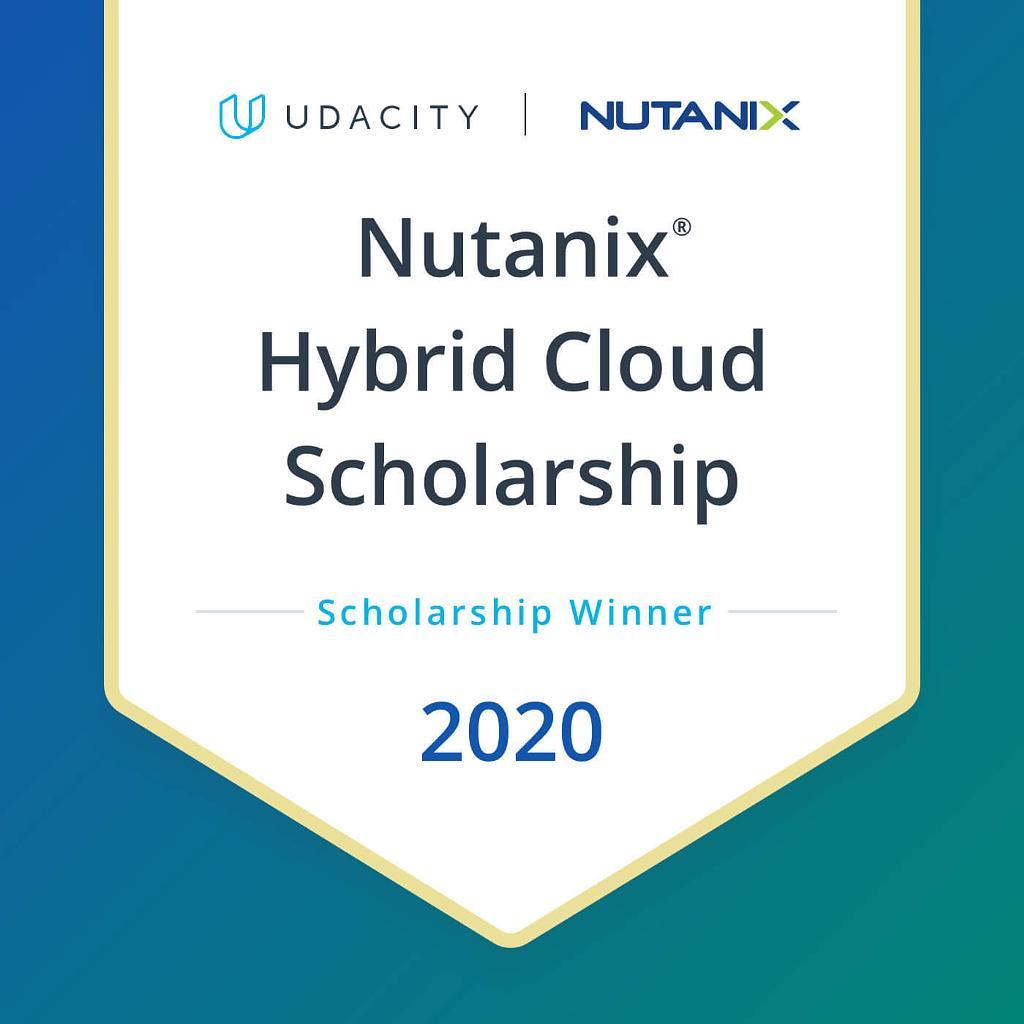 UDACITY | NUTANIX
Nutanix®
Hybrid Cloud
Scholarship
Scholarship Winner
2020